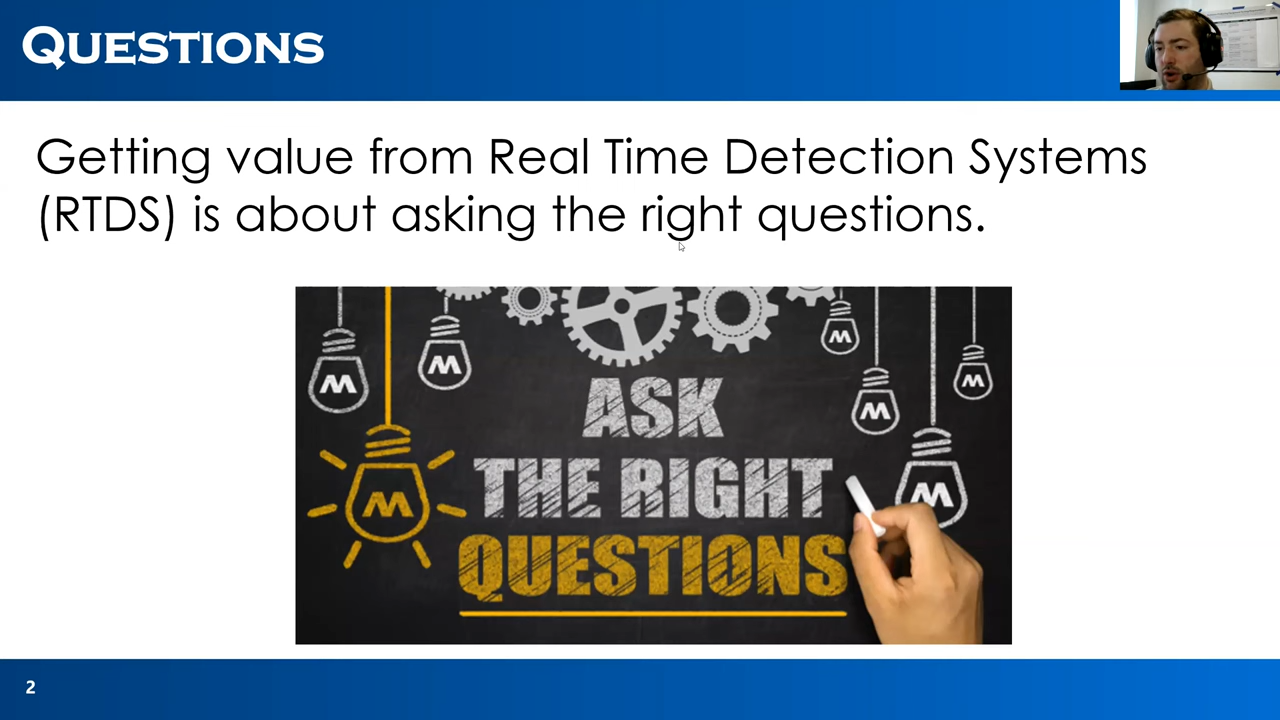 QUESTIONS
Getting value from Real Time Detection Systems
(RTDS) is about asking the right questions.
ASK
THE RIGHT
QUESTIONS
2